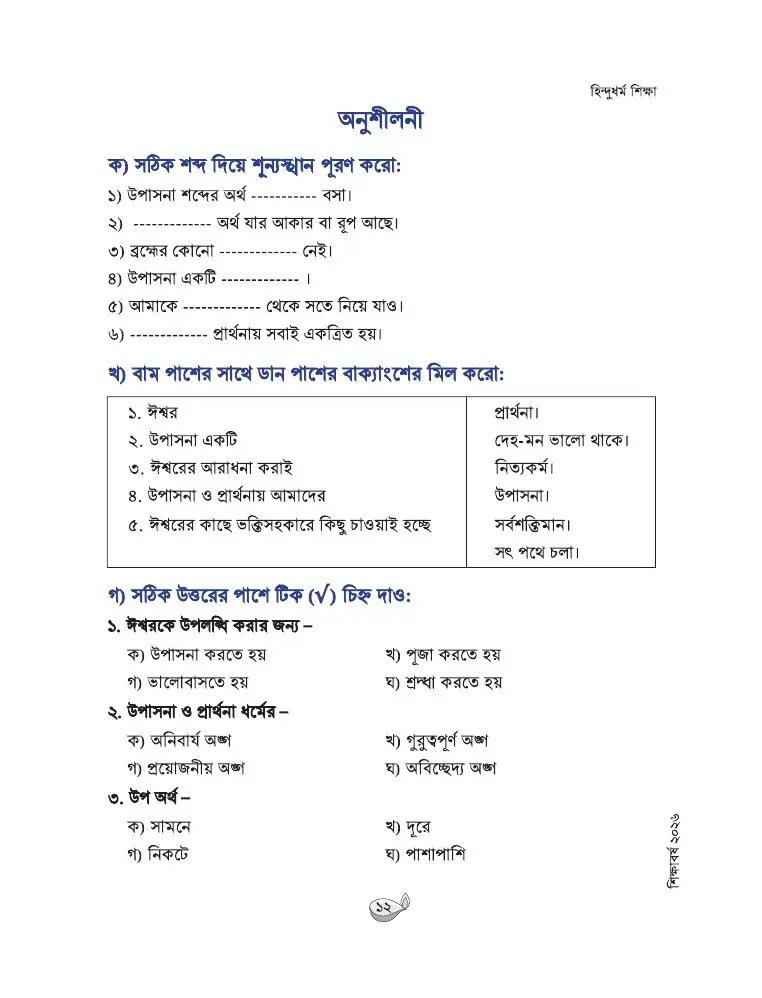 হিন্দুধর্ম শিক্ষা
অনুশীলনী
ক) সঠিক শব্দ দিয়ে শূন্যস্থান পূরণ করো:
১) উপাসনা শব্দের অর্থ ----------- বসা।
২) ------------- অর্থ যার আকার বা রূপ আছে।
৩) ব্রহ্মের কোনো ------------- নেই।
৪) উপাসনা একটি ------------- ।
৫) আমাকে ------------- থেকে সতে নিয়ে যাও।
৬) ------------- প্রার্থনায় সবাই একত্রিত হয়।
খ) বাম পাশের সাথে ডান পাশের বাক্যাংশের মিল করো:
১. ঈশ্বর প্রার্থনা।
২. উপাসনা একটি দেহ-মন ভালো থাকে।
৩. ঈশ্বরের আরাধনা করাই নিত্যকর্ম।
৪. উপাসনা ও প্রার্থনায় আমাদের উপাসনা।
৫. ঈশ্বরের কাছে ভক্তিসহকারে কিছু চাওয়াই হচ্ছে সর্বশক্তিমান।
সৎ পথে চলা।
গ) সঠিক উত্তরের পাশে টিক (√) চিহ্ন দাও:
১. ঈশ্বরকে উপলব্ধি করার জন্য –
ক) উপাসনা করতে হয় খ) পূজা করতে হয়
গ) ভালোবাসতে হয় ঘ) শ্রদ্ধা করতে হয়
২. উপাসনা ও প্রার্থনা ধর্মের –
ক) অনিবার্য অঙ্গ খ) গুরুত্বপূর্ণ অঙ্গ
গ) প্রয়োজনীয় অঙ্গ ঘ) অবিচ্ছেদ্য অঙ্গ
৩. উপ অর্থ –
ক) সামনে খ) দূরে
গ) নিকটে ঘ) পাশাপাশি
শিক্ষাবর্ষ ২০২৬
১২